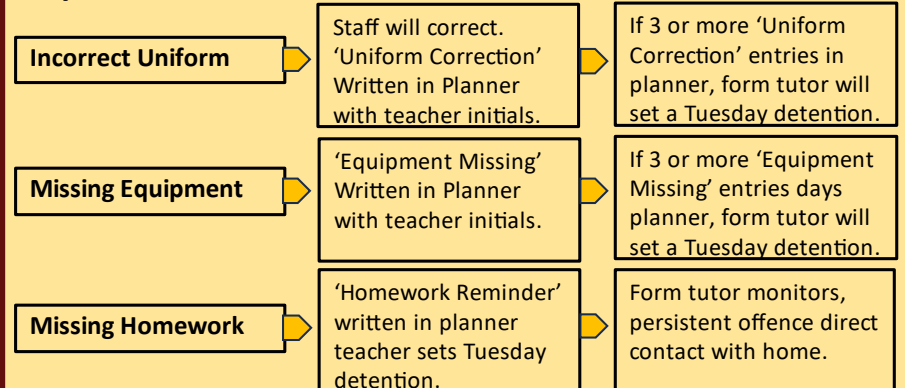 Incorrect Uniform
Staff will correct.
‘Uniform Correction’
Written in Planner
with teacher initials.
If 3 or more ‘Uniform
Correction’ entries in
planner, form tutor will
set a Tuesday detention.
Missing Equipment
‘Equipment Missing’
Written in Planner
with teacher initials.
If 3 or more ‘Equipment
Missing’ entries days
planner, form tutor will
set a Tuesday detention.
Missing Homework
‘Homework Reminder’
written in planner
teacher sets Tuesday
detention.
Form tutor monitors,
persistent offence direct
contact with home.